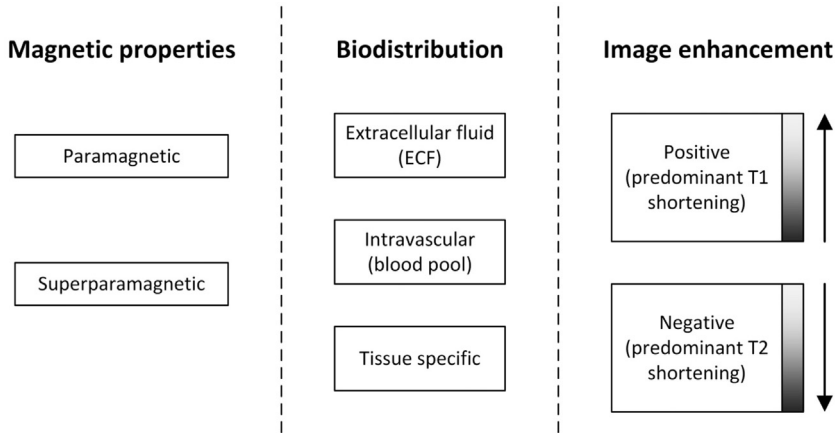 Magnetic properties
Paramagnetic
Superparamagnetic
Biodistribution
Extracellular fluid
(ECF)
Intravascular
(blood pool)
Tissue specific
Image enhancement
Positive
(predominant T1
shortening)
Negative
(predominant T2
shortening)